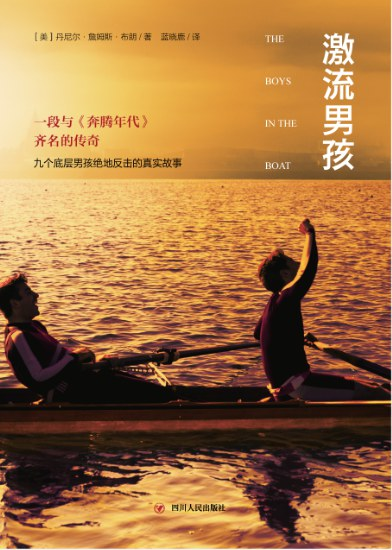 [美] 丹尼尔·詹姆斯·布朗 / 著 蓝晓鹿 / 译
激流男孩
THE
BOYS
IN THE
BOAT
一段与《奔腾年代》
齐名的传奇
九个底层男孩绝地反击的真实故事
四川人民出版社